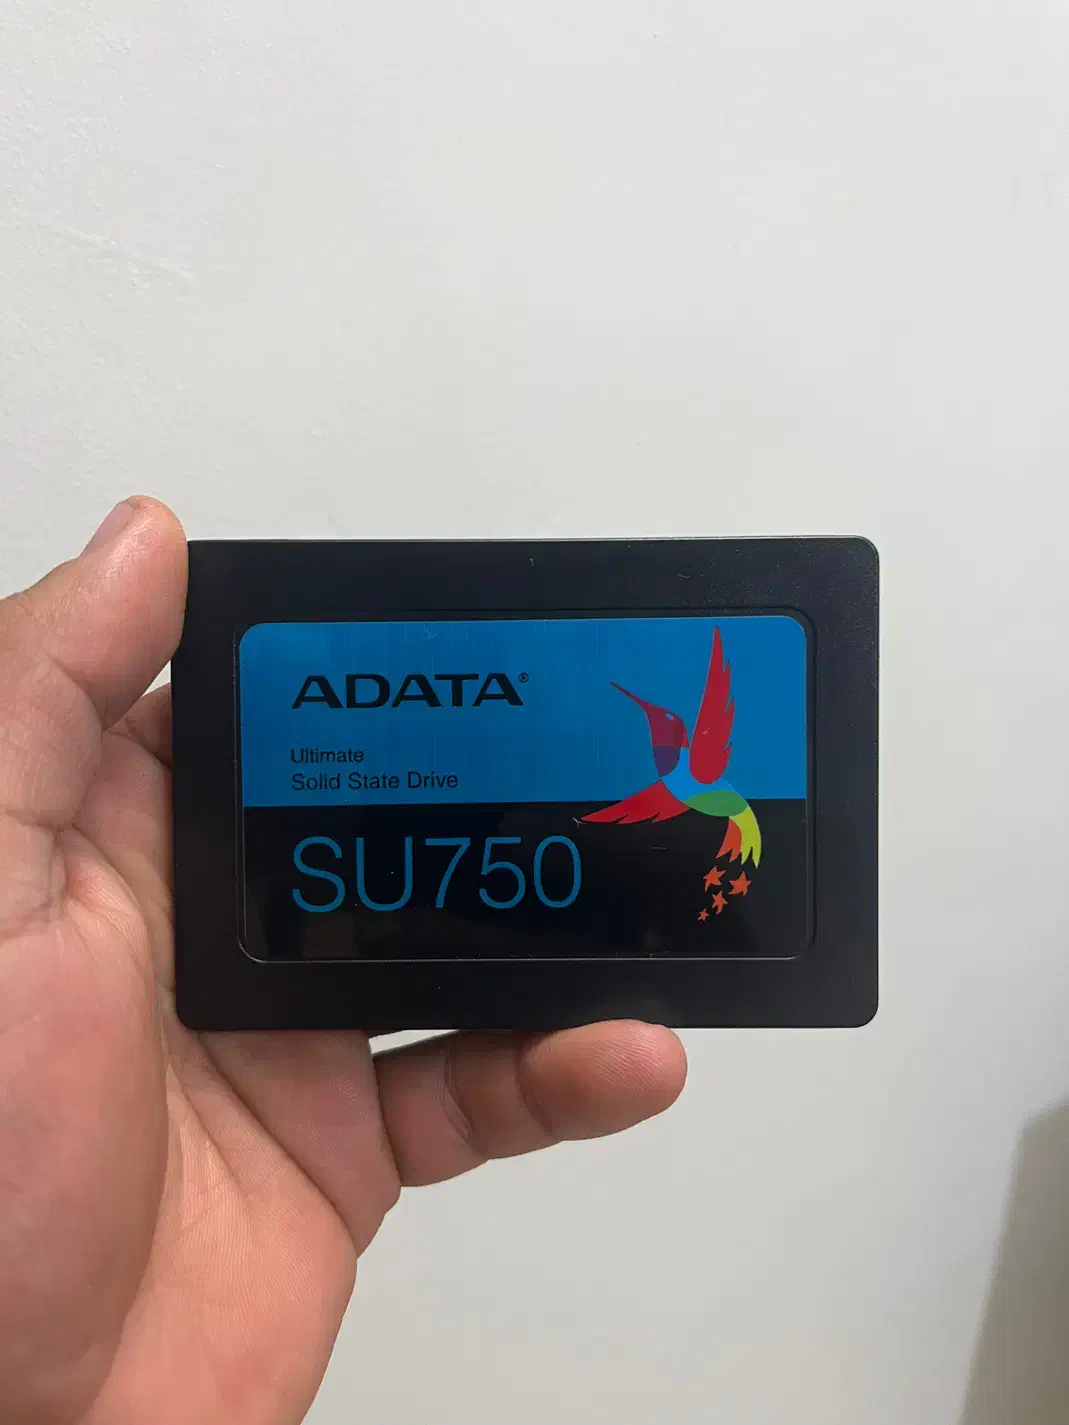 ADATA®
Ultimate
Solid State Drive
SU750